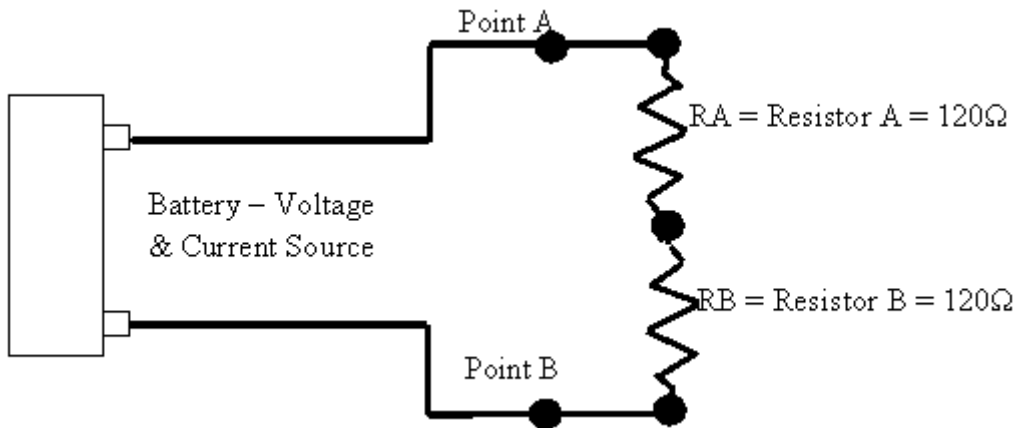 Point A
RA = Resistor A = 120Ω
Battery – Voltage
& Current Source
RB = Resistor B = 120Ω
Point B